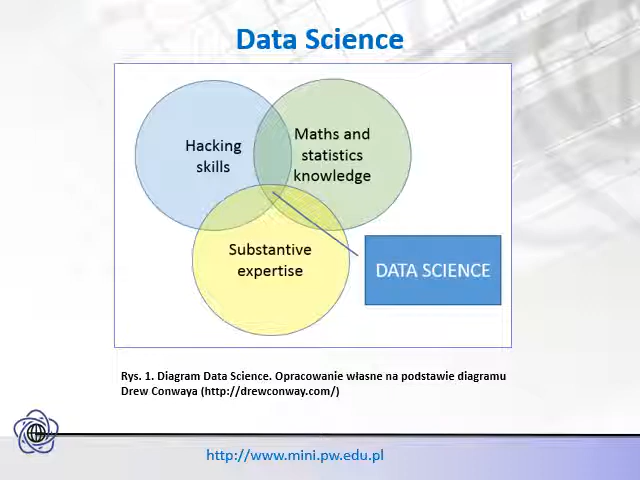 Data Science
Hacking
skills
Maths and
statistics
knowledge
Substantive
expertise
DATA SCIENCE
Rys. 1. Diagram Data Science. Opracowanie własne na podstawie diagramu
Drew Conwaya (http://drewconway.com/)
http://www.mini.pw.edu.pl